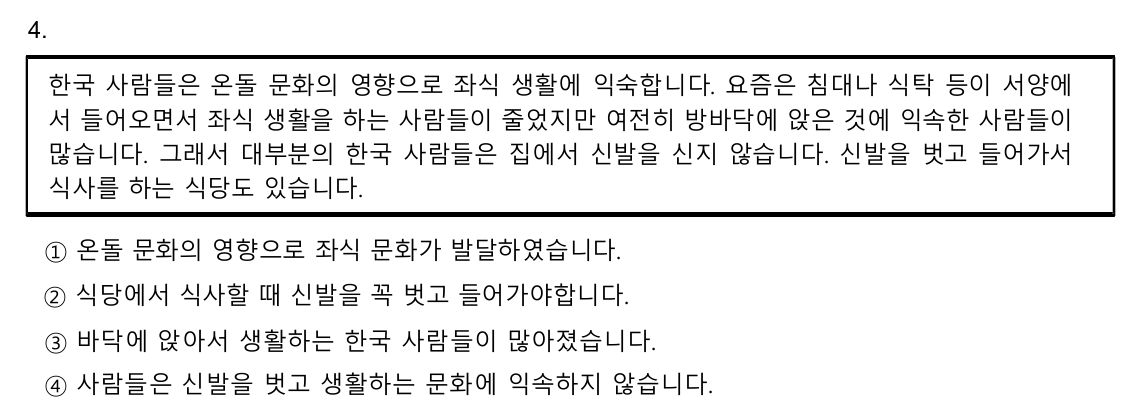 4.
한국 사람들은 온돌 문화의 영향으로 좌식 생활에 익숙합니다. 요즘은 침대나 식탁 등이 서양에
서 들어오면서 좌식 생활을 하는 사람들이 줄었지만 여전히 방바닥에 앉은 것에 익속한 사람들이
많습니다. 그래서 대부분의 한국 사람들은 집에서 신발을 신지 않습니다. 신발을 벗고 들어가서
식사를 하는 식당도 있습니다.
① 온돌 문화의 영향으로 좌식 문화가 발달하였습니다.
② 식당에서 식사할 때 신발을 꼭 벗고 들어가야합니다.
③ 바닥에 앉아서 생활하는 한국 사람들이 많아졌습니다.
④ 사람들은 신발을 벗고 생활하는 문화에 익속하지 않습니다.